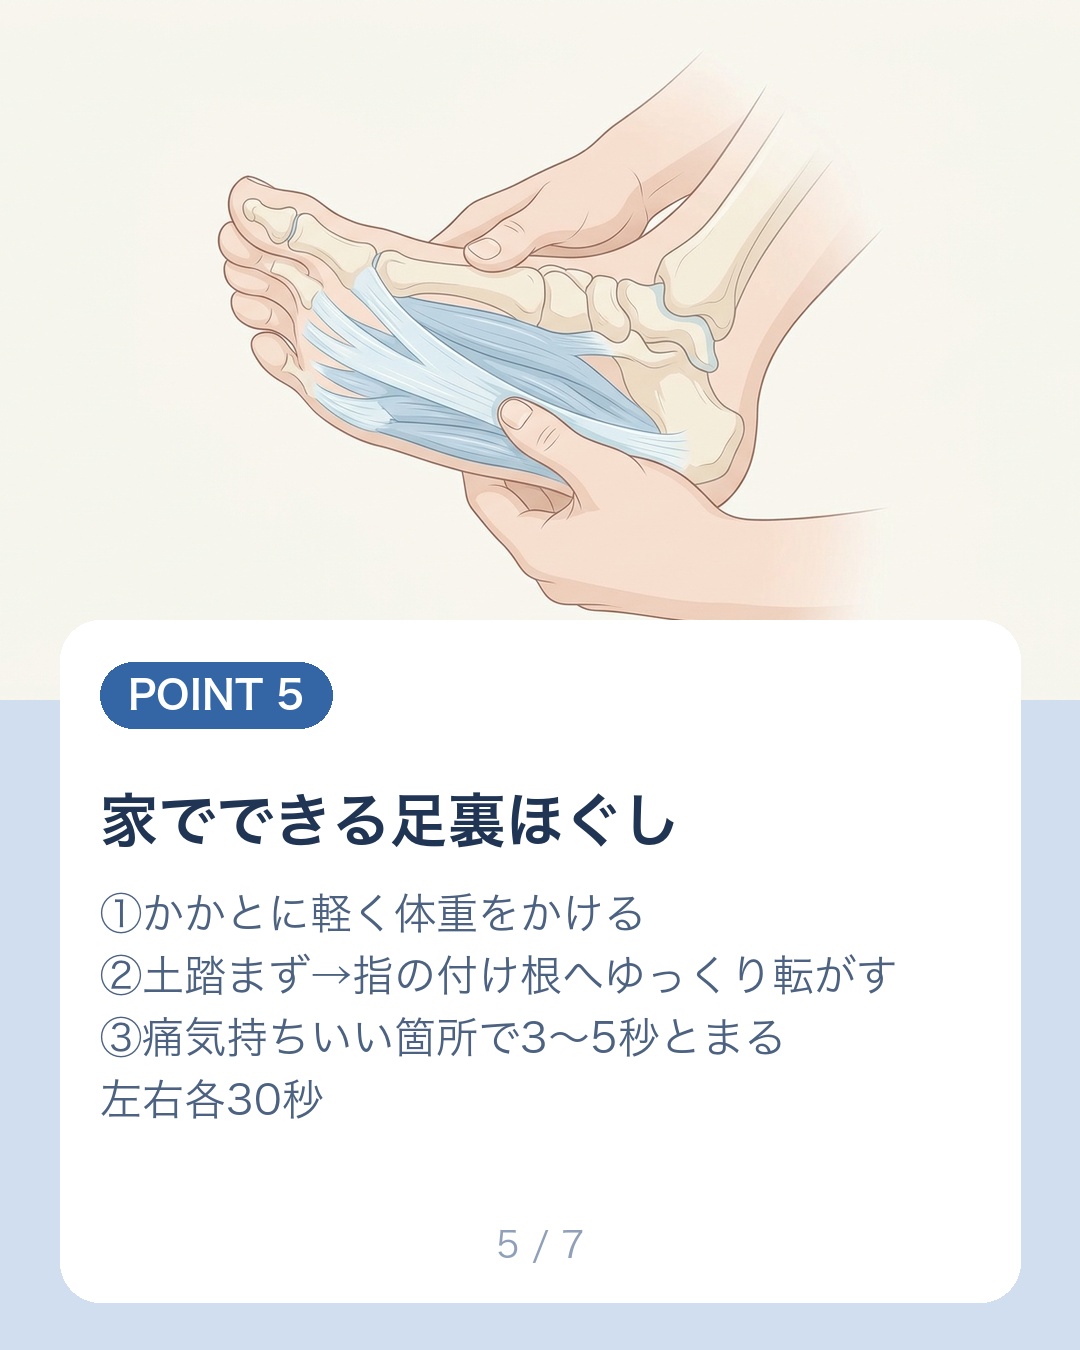 POINT 5
家でできる足裏ほぐし
①かかとに軽く体重をかける
②土踏まず→指の付け根へゆっくり転がす
③痛気持ちいい箇所で3〜5秒とまる
左右各30秒
5 / 7